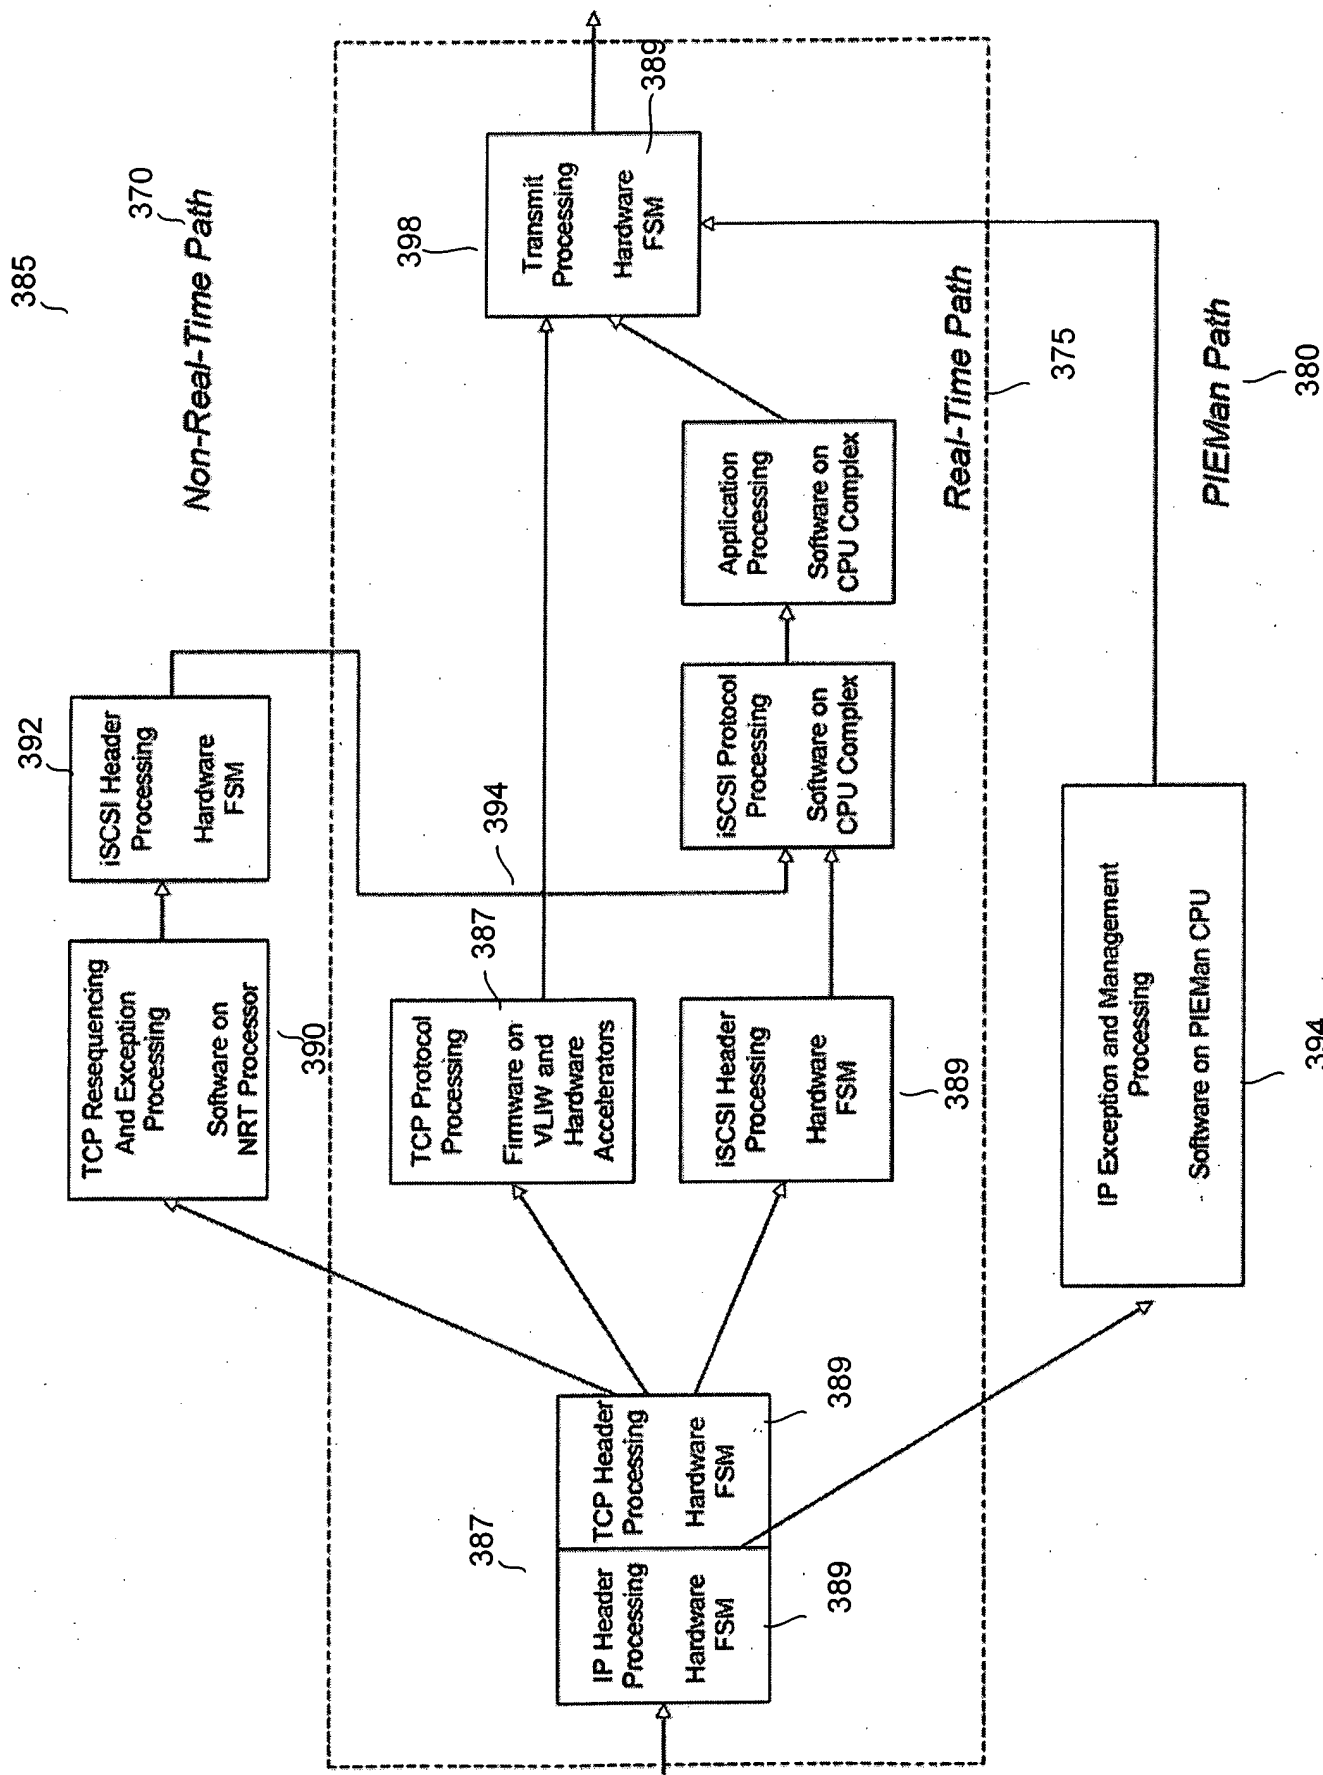 385
370
Non-Real-Time Path
392
iSCSI Header
Processing
Hardware
FSM
TCP Resequencing
And Exception
Processing
Software on
NRT Processor
390
394
387
TCP Protocol
Processing
Firmware on
VLIW and
Hardware
Accelerators
387
IP Header
Processing
Hardware
FSM
389
TCP Header
Processing
Hardware
FSM
389
iSCSI Header
Processing
Hardware
FSM
389
iSCSI Protocol
Processing
Software on
CPU Complex
Application
Processing
Software on
CPU Complex
398
Transmit
Processing
Hardware
FSM
389
Real-Time Path
375
IP Exception and Management
Processing
Software on PIEMan CPU
394
PIEMan Path
380